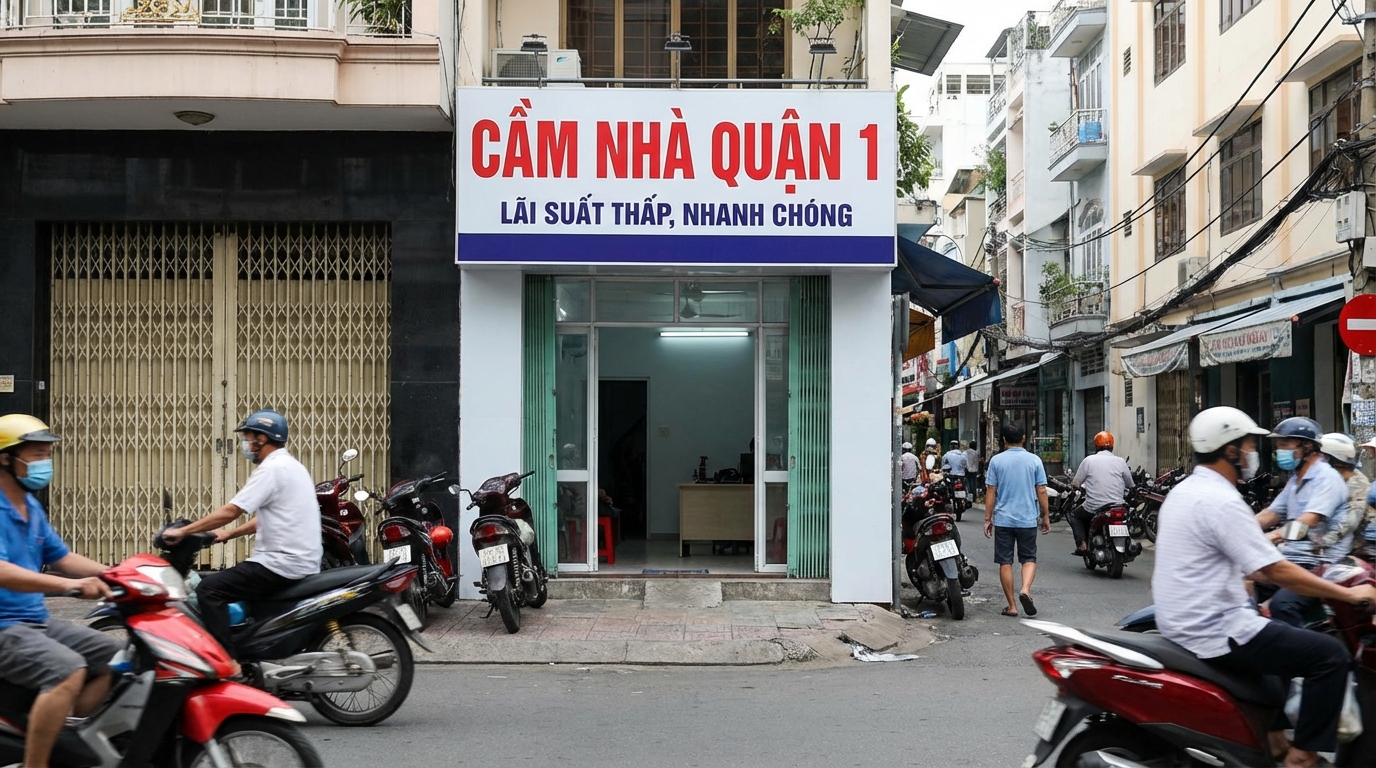 CẦM NHÀ QUẬN 1
LÃI SUẤT THẤP, NHANH CHÓNG